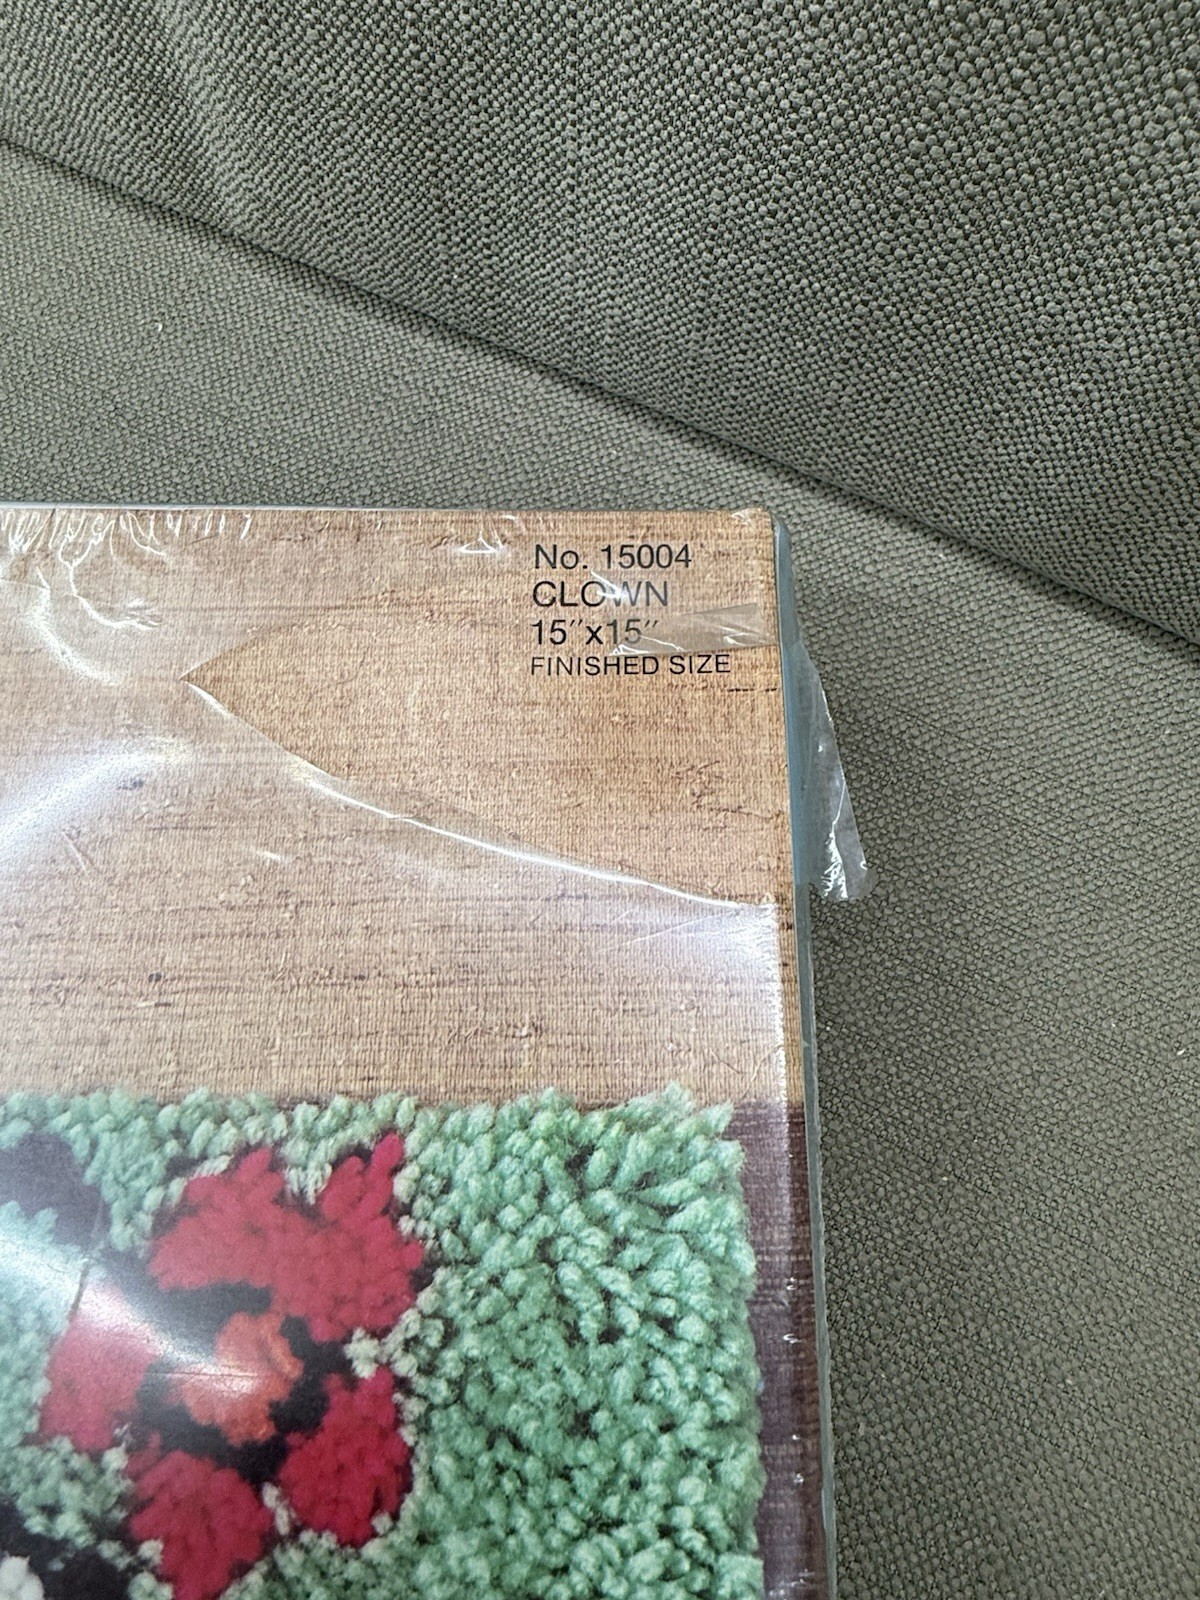 No. 15004
CLOWN
15"x15"
FINISHED SIZE